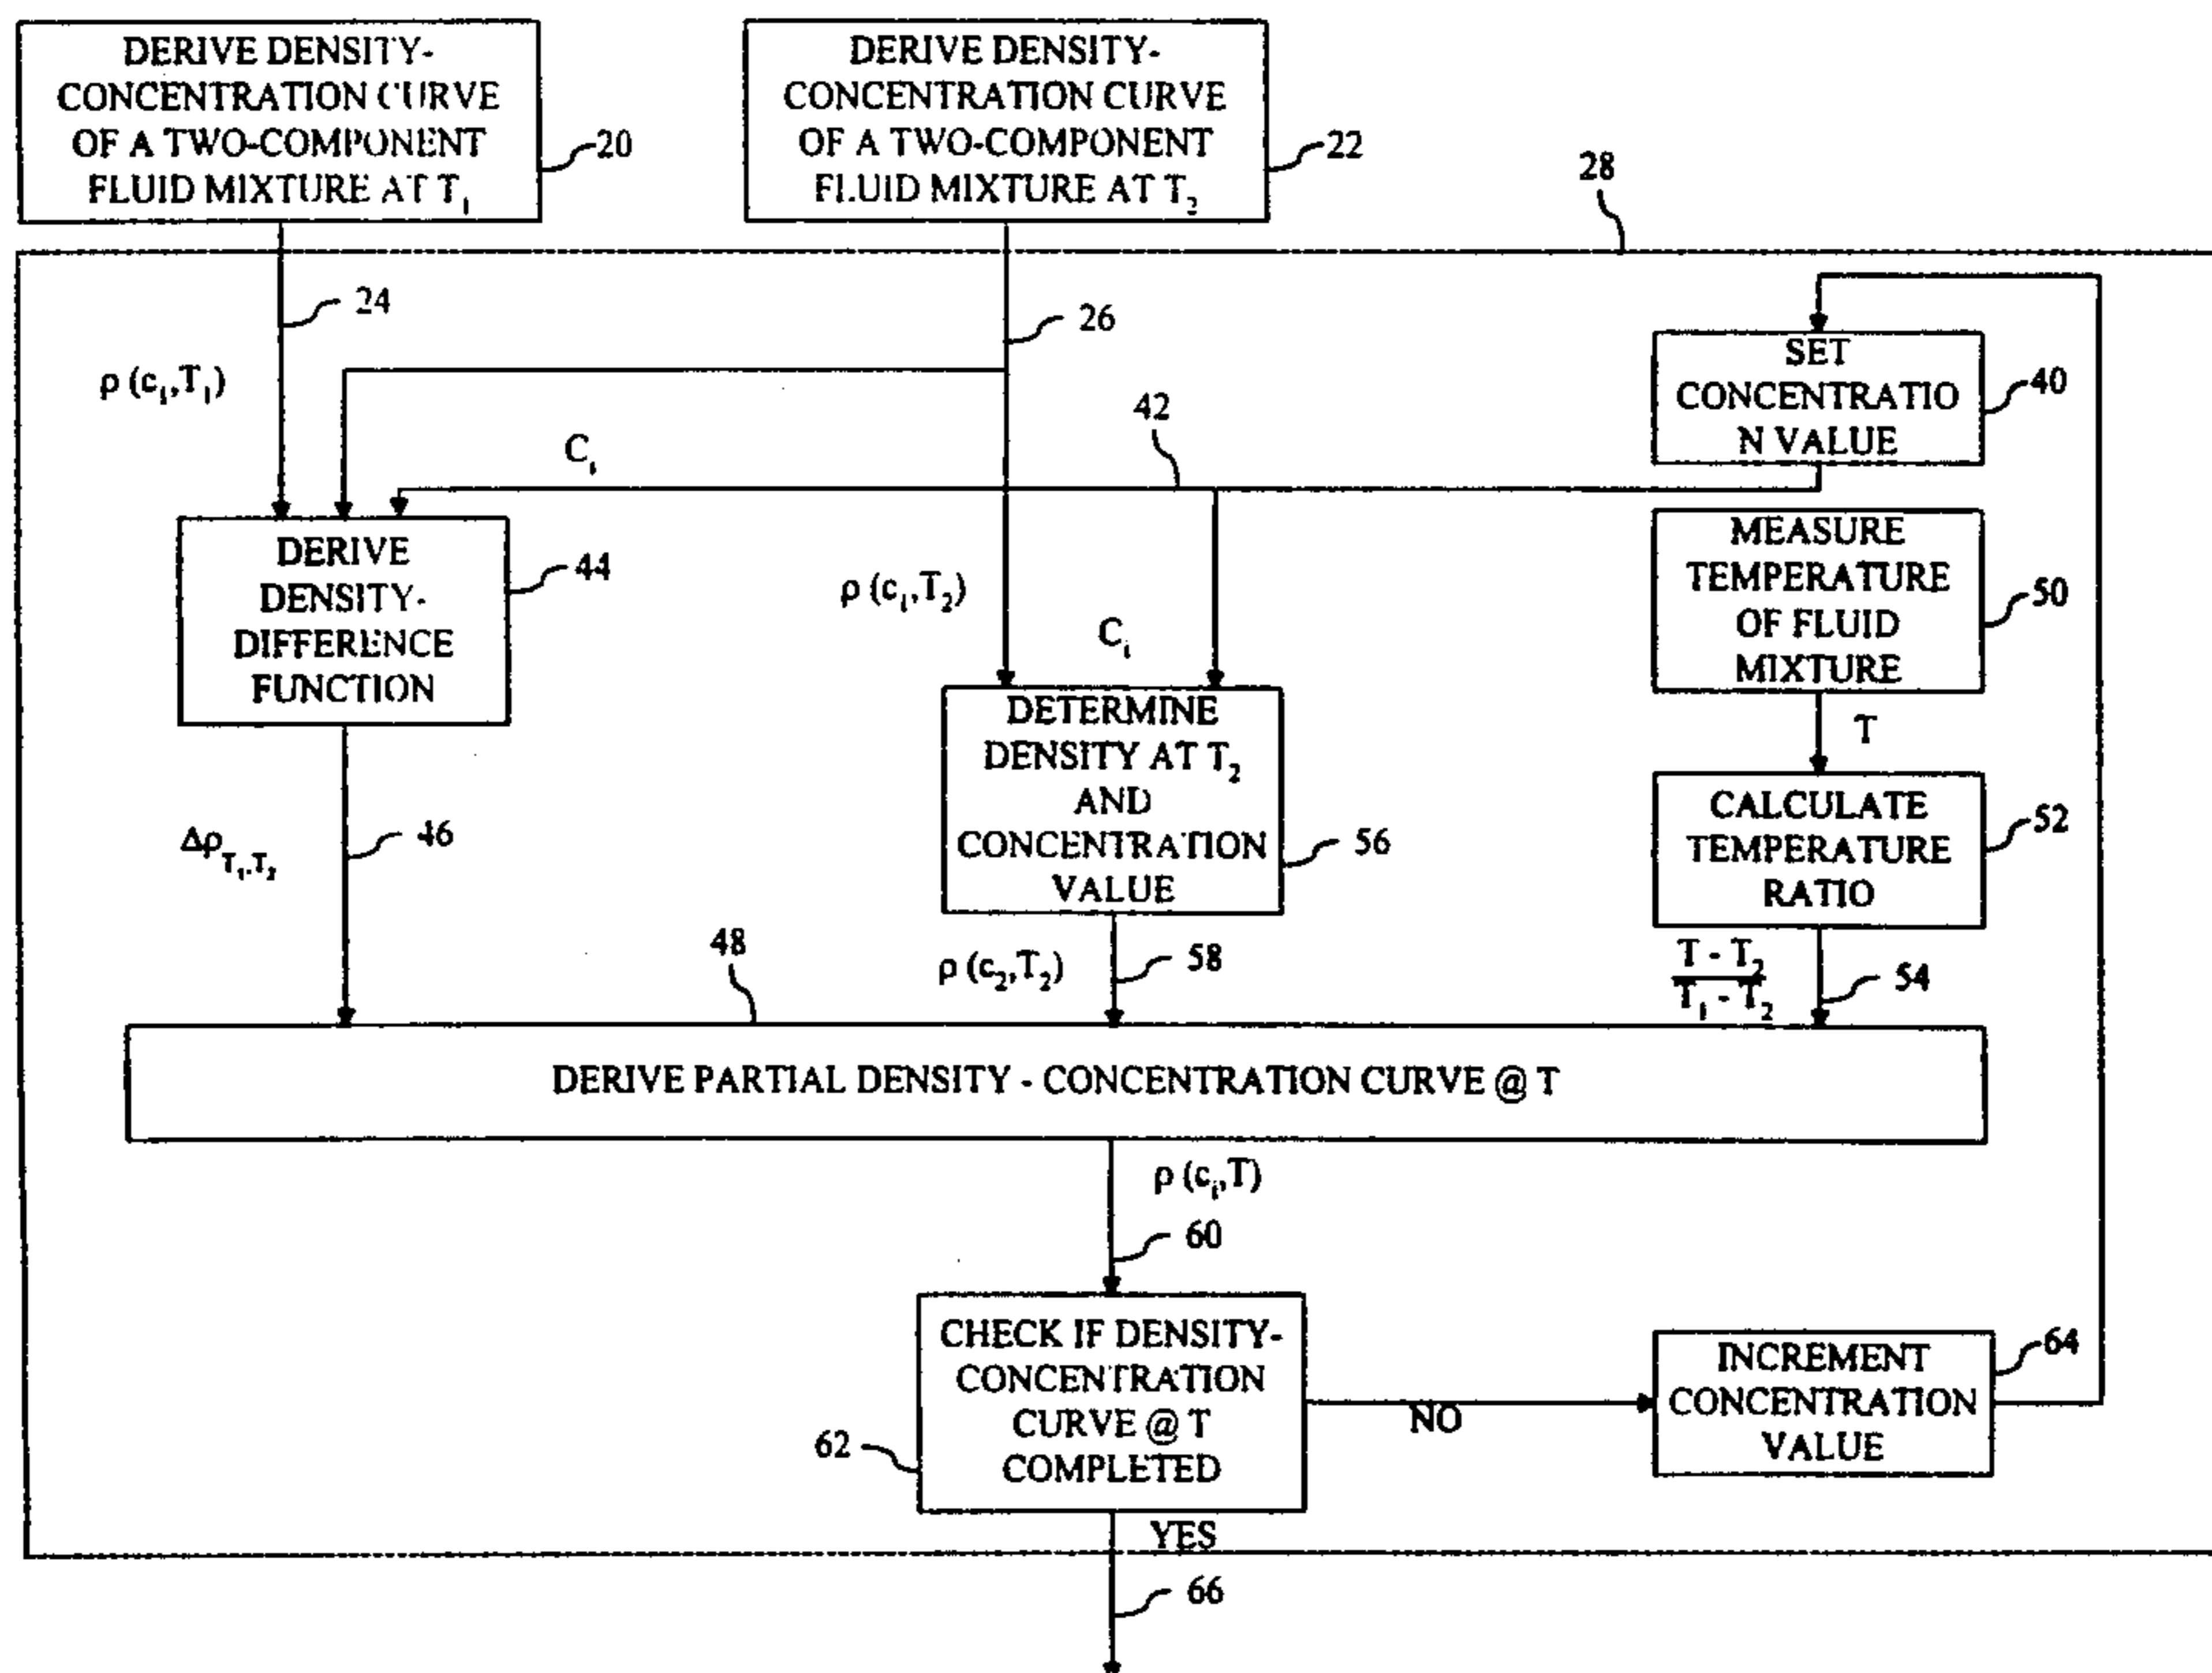 DERIVE DENSITY-
CONCENTRATION CURVE
OF A TWO-COMPONENT
FLUID MIXTURE AT T₁
20
DERIVE DENSITY-
CONCENTRATION CURVE
OF A TWO-COMPONENT
FLUID MIXTURE AT T₂
22
28
24
26
ρ (cᵢ,T₁)
SET
CONCENTRATIO
N VALUE
40
42
Cᵢ
DERIVE
DENSITY-
DIFFERENCE
FUNCTION
44
ρ (cᵢ,T₂)
Cᵢ
MEASURE
TEMPERATURE
OF FLUID
MIXTURE
50
T
DETERMINE
DENSITY AT T₂
AND
CONCENTRATION
VALUE
56
CALCULATE
TEMPERATURE
RATIO
52
Δρ T₁,T₂
46
48
ρ (c₂,T₂)
58
T - T₂
T₁ - T₂
54
DERIVE PARTIAL DENSITY - CONCENTRATION CURVE @ T
ρ (cᵢ,T)
60
CHECK IF DENSITY-
CONCENTRATION
CURVE @ T
COMPLETED
62
NO
INCREMENT
CONCENTRATION
VALUE
64
YES
66